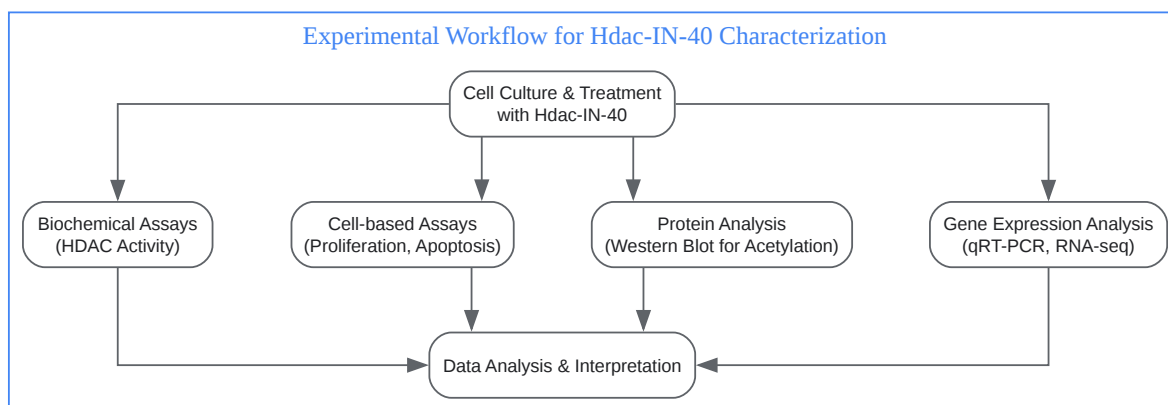 Experimental Workflow for Hdac-IN-40 Characterization
Cell Culture & Treatment
with Hdac-IN-40
Biochemical Assays
(HDAC Activity)
Cell-based Assays
(Proliferation, Apoptosis)
Protein Analysis
(Western Blot for Acetylation)
Gene Expression Analysis
(qRT-PCR, RNA-seq)
Data Analysis & Interpretation